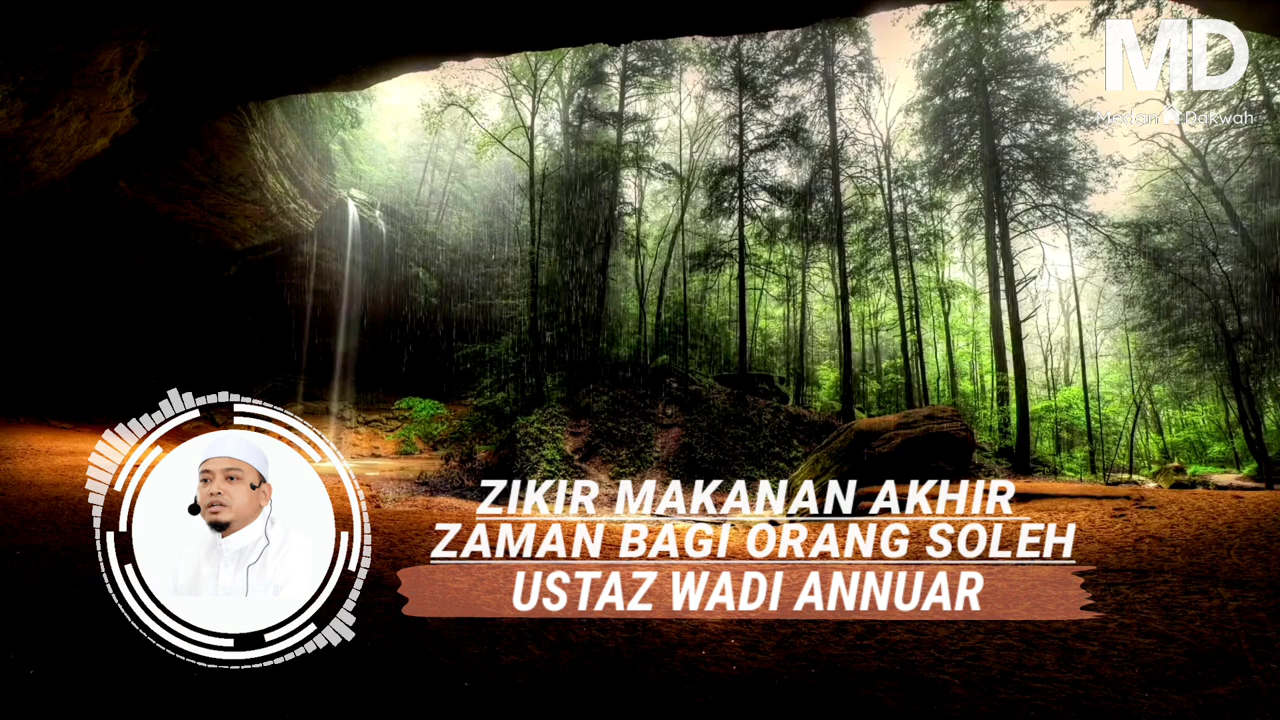 MD
Medan Dakwah
ZIKIR MAKANAN AKHIR
ZAMAN BAGI ORANG SOLEH
USTAZ WADI ANNUAR